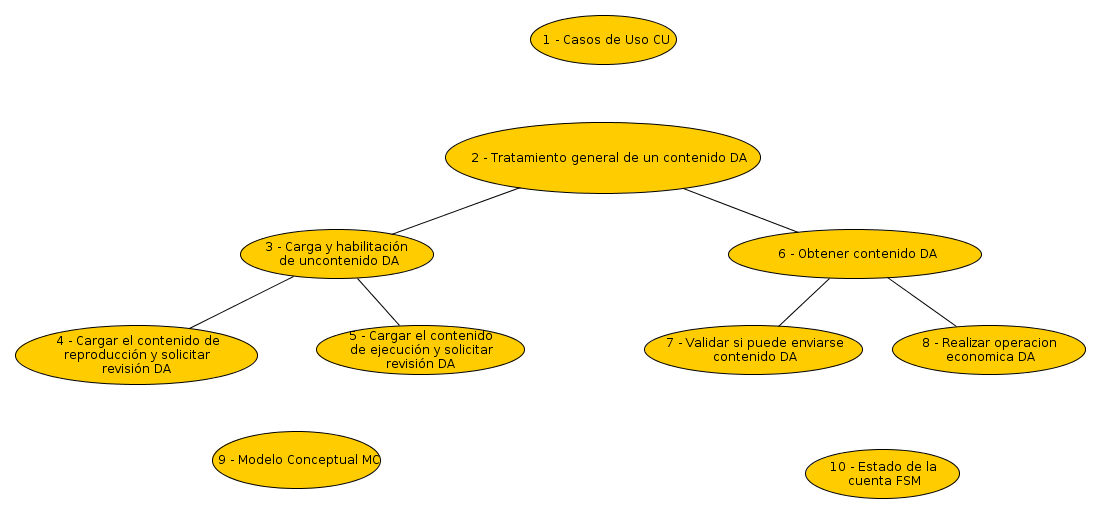 1 - Casos de Uso CU
2 - Tratamiento general de un contenido DA
3 - Carga y habilitación
de uncontenido DA
6 - Obtener contenido DA
4 - Cargar el contenido de
reproducción y solicitar
revisión DA
5 - Cargar el contenido
de ejecución y solicitar
revisión DA
7 - Validar si puede enviarse
contenido DA
8 - Realizar operacion
economica DA
9 - Modelo Conceptual MC
10 - Estado de la
cuenta FSM